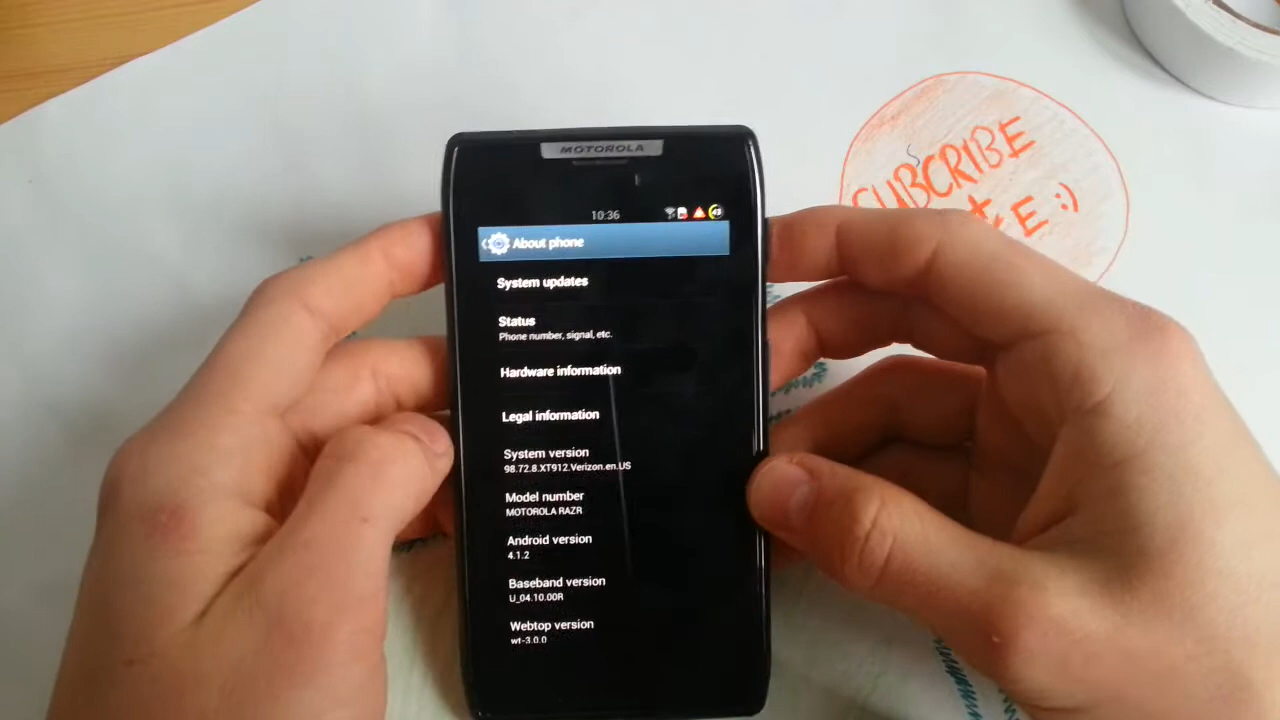 MOTOROLA
10:36
45
About phone
System updates
Status
Phone number, signal, etc.
Hardware information
Legal information
System version
98.72.8.XT912.Verizon.en.US
Model number
MOTOROLA RAZR
Android version
4.1.2
Baseband version
U_04.10.00R
Webtop version
wt-3.0.0
SUBSCRIBE
:)